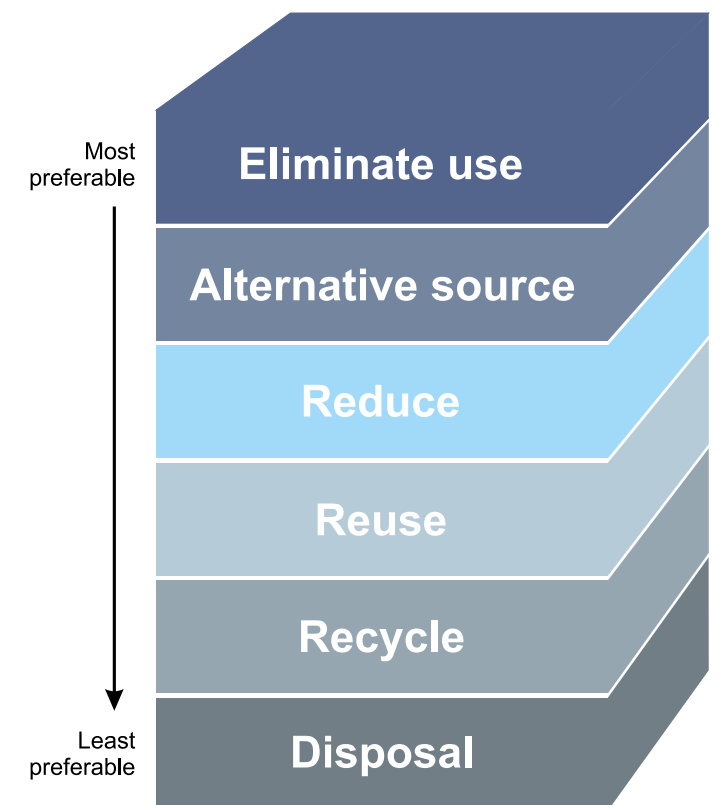 Most
preferable
Eliminate use
Alternative source
Reduce
Reuse
Recycle
Least
preferable
Disposal